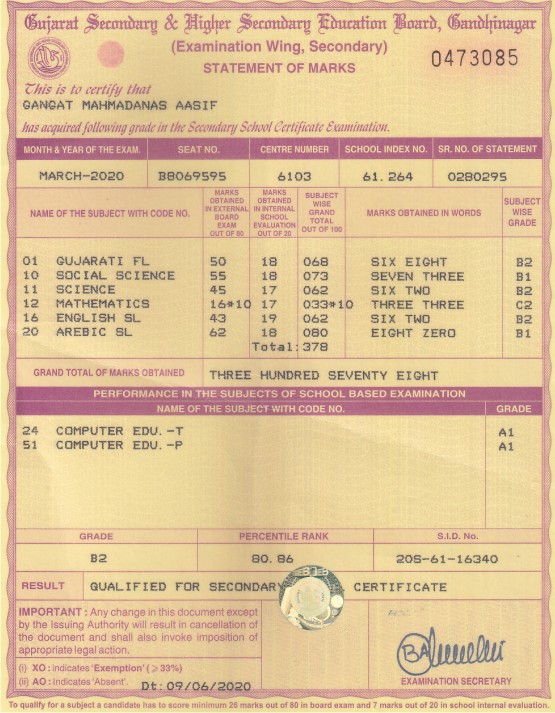 Gujarat Secondary & Higher Secondary Education Board, Gandhinagar
(Examination Wing, Secondary)
STATEMENT OF MARKS
0473085
This is to certify that
GANGAT MAHMADANAS AASIF
has acquired following grade in the Secondary School Certificate Examination.
MONTH & YEAR OF THE EXAM. SEAT NO. CENTRE NUMBER SCHOOL INDEX NO. SR. NO. OF STATEMENT
MARCH-2020 B8069595 6103 61.264 0280295
NAME OF THE SUBJECT WITH CODE NO. MARKS OBTAINED IN EXTERNAL BOARD EXAM OUT OF 80 MARKS OBTAINED IN INTERNAL SCHOOL EVALUATION OUT OF 20 SUBJECT WISE GRAND TOTAL OUT OF 100 MARKS OBTAINED IN WORDS SUBJECT WISE GRADE
01 GUJARATI FL 50 18 068 SIX EIGHT B2
10 SOCIAL SCIENCE 55 18 073 SEVEN THREE B1
11 SCIENCE 45 17 062 SIX TWO B2
12 MATHEMATICS 16*10 17 033*10 THREE THREE C2
16 ENGLISH SL 43 19 062 SIX TWO B2
20 AREBIC SL 62 18 080 EIGHT ZERO B1
Total: 378
GRAND TOTAL OF MARKS OBTAINED THREE HUNDRED SEVENTY EIGHT
PERFORMANCE IN THE SUBJECTS OF SCHOOL BASED EXAMINATION
NAME OF THE SUBJECT WITH CODE NO. GRADE
24 COMPUTER EDU.-T A1
51 COMPUTER EDU.-P A1
GRADE PERCENTILE RANK S.I.D. No.
B2 80.86 20S-61-16340
RESULT QUALIFIED FOR SECONDARY CERTIFICATE
IMPORTANT : Any change in this document except
by the Issuing Authority will result in cancellation of
the document and shall also invoke imposition of
appropriate legal action.
(i) XO : indicates 'Exemption' (⩾ 33%)
(ii) AO : Indicates 'Absent'. Dt: 09/06/2020
EXAMINATION SECRETARY
To qualify for a subject a candidate has to score minimum 26 marks out of 80 in board exam and 7 marks out of 20 in school internal evaluation.